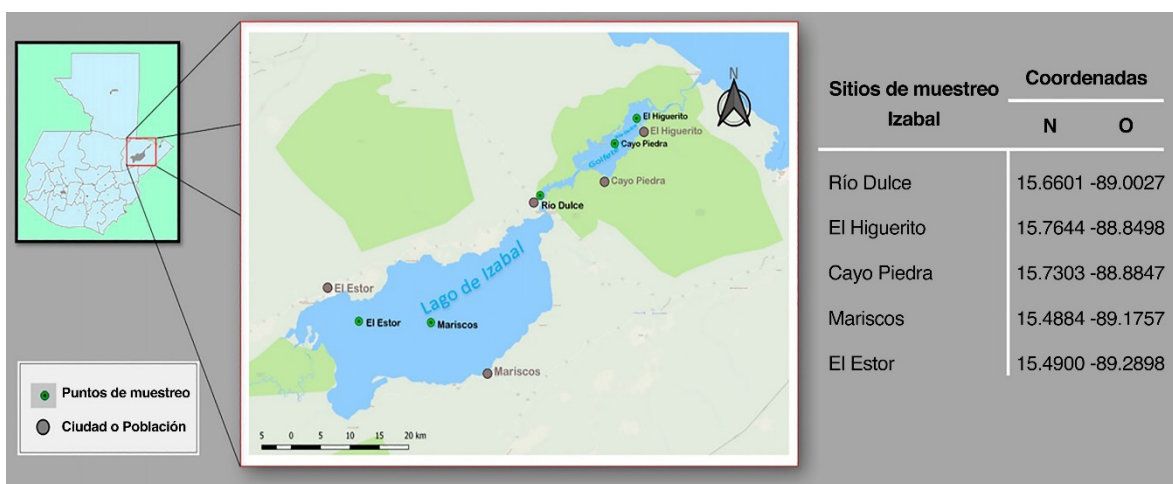 N
El Higuerito
El Higuerito
Cayo Piedra
Golfete
Cayo Piedra
Río Dulce
Lago de Izabal
El Estor
El Estor
Mariscos
Mariscos
5 0 5 10 15 20 km
Puntos de muestreo
Ciudad o Población
Sitios de muestreo Coordenadas
Izabal N O
Río Dulce 15.6601 -89.0027
El Higuerito 15.7644 -88.8498
Cayo Piedra 15.7303 -88.8847
Mariscos 15.4884 -89.1757
El Estor 15.4900 -89.2898